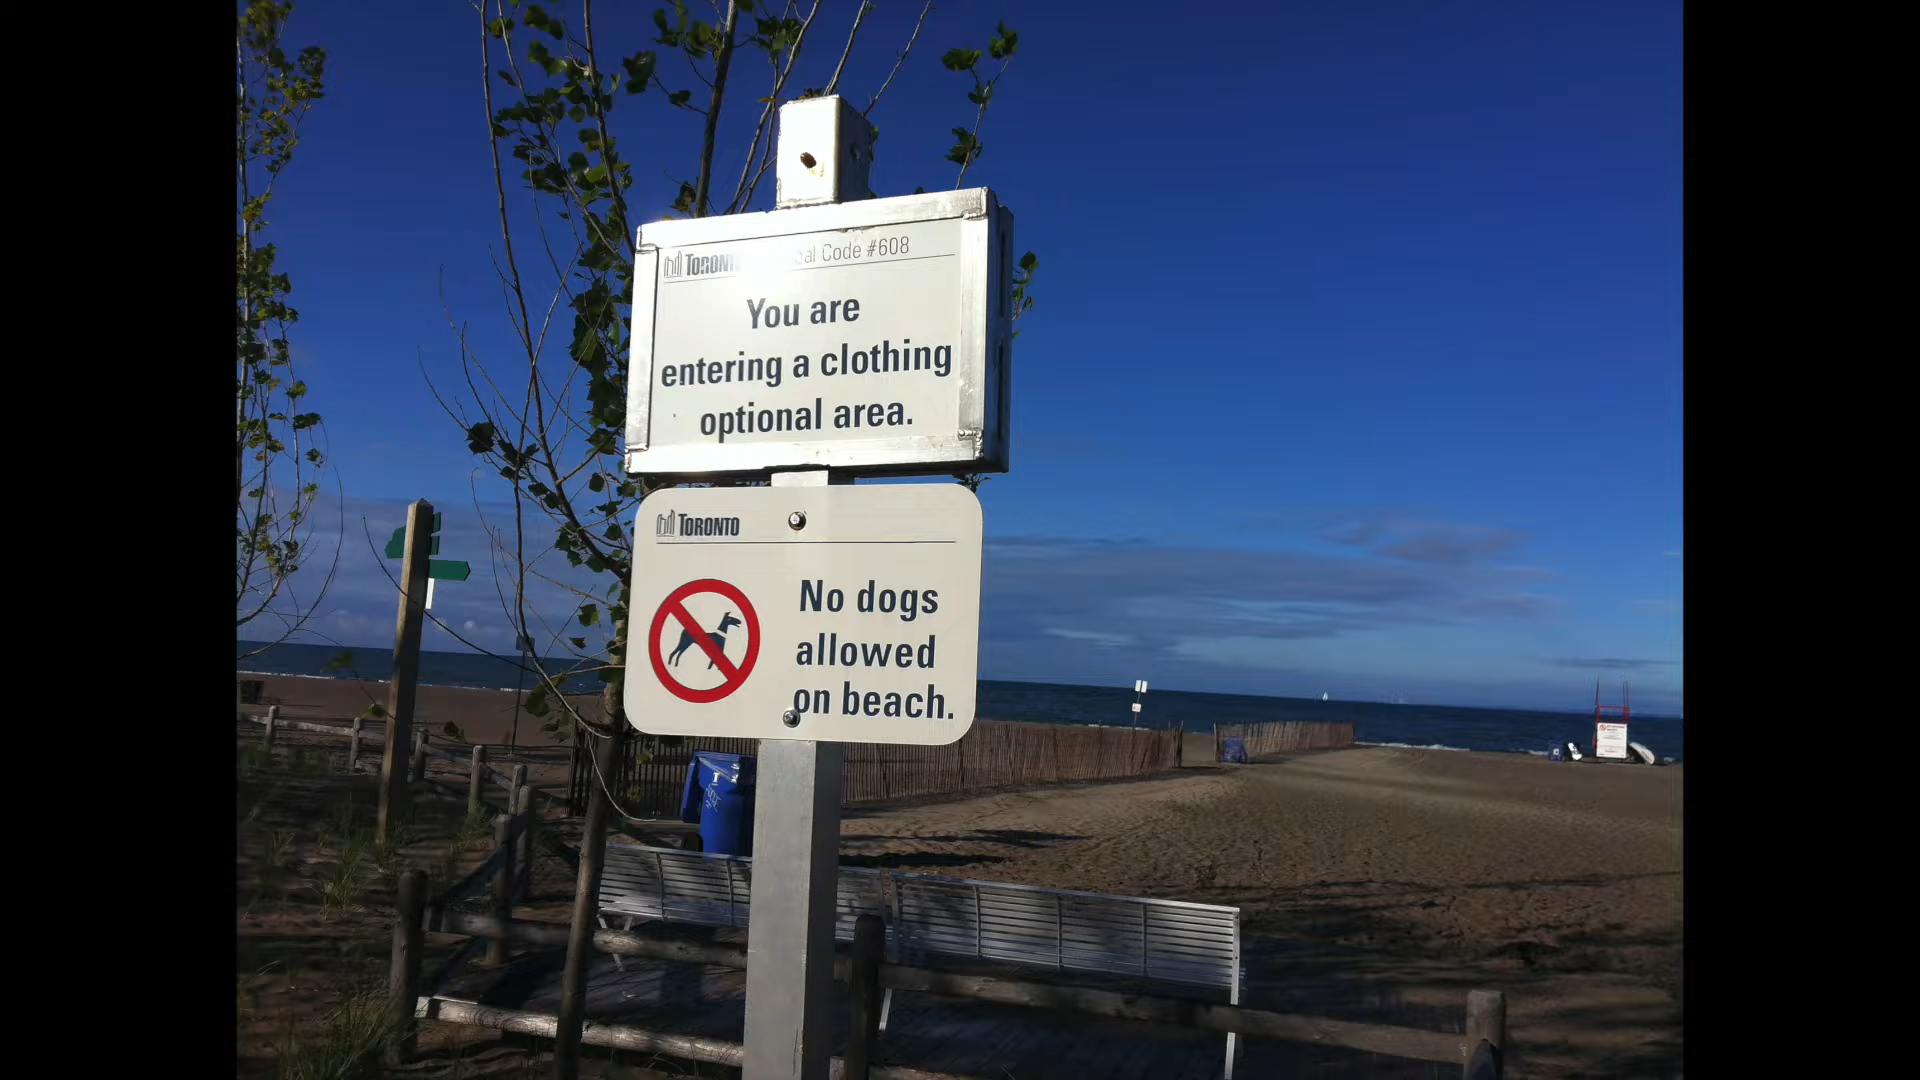 TORONTO Code #608
You are
entering a clothing
optional area.
TORONTO
No dogs
allowed
on beach.